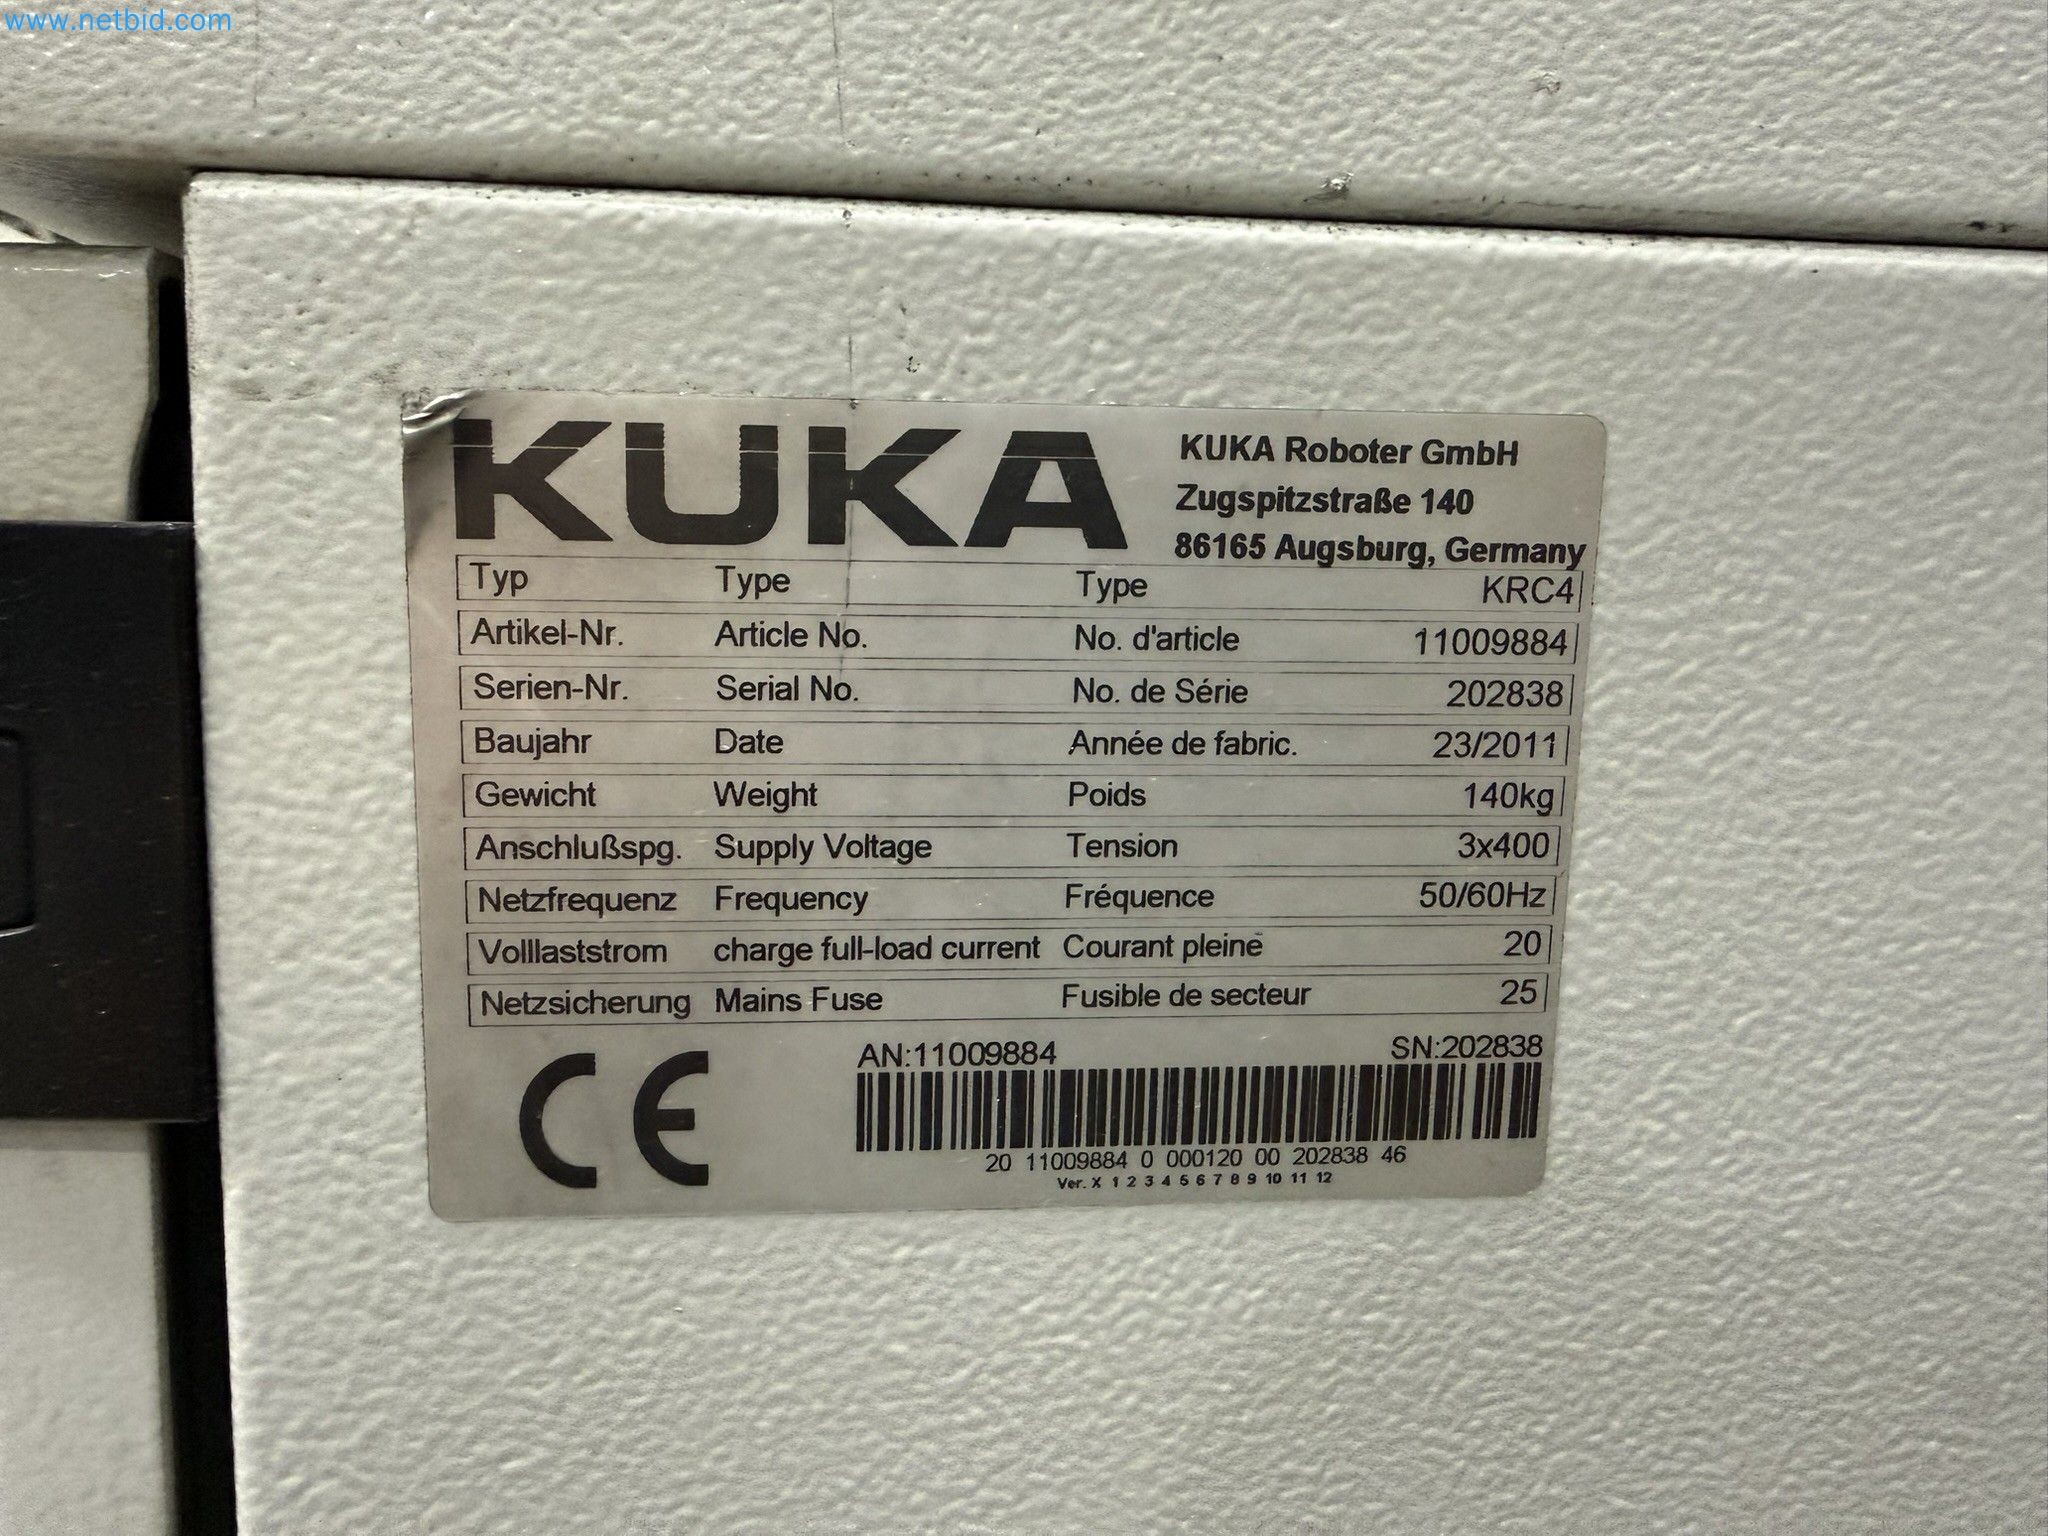 www.netbid.com
KUKA
KUKA Roboter GmbH
Zugspitzstraße 140
86165 Augsburg, Germany
Typ Type Type KRC4
Artikel-Nr. Article No. No. d'article 11009884
Serien-Nr. Serial No. No. de Série 202838
Baujahr Date Année de fabric. 23/2011
Gewicht Weight Poids 140kg
Anschlußspg. Supply Voltage Tension 3x400
Netzfrequenz Frequency Fréquence 50/60Hz
Volllaststrom charge full-load current Courant pleine 20
Netzsicherung Mains Fuse Fusible de secteur 25
CE
AN:11009884 SN:202838
20 11009884 0 000120 00 202838 46
Ver. X 1 2 3 4 5 6 7 8 9 10 11 12